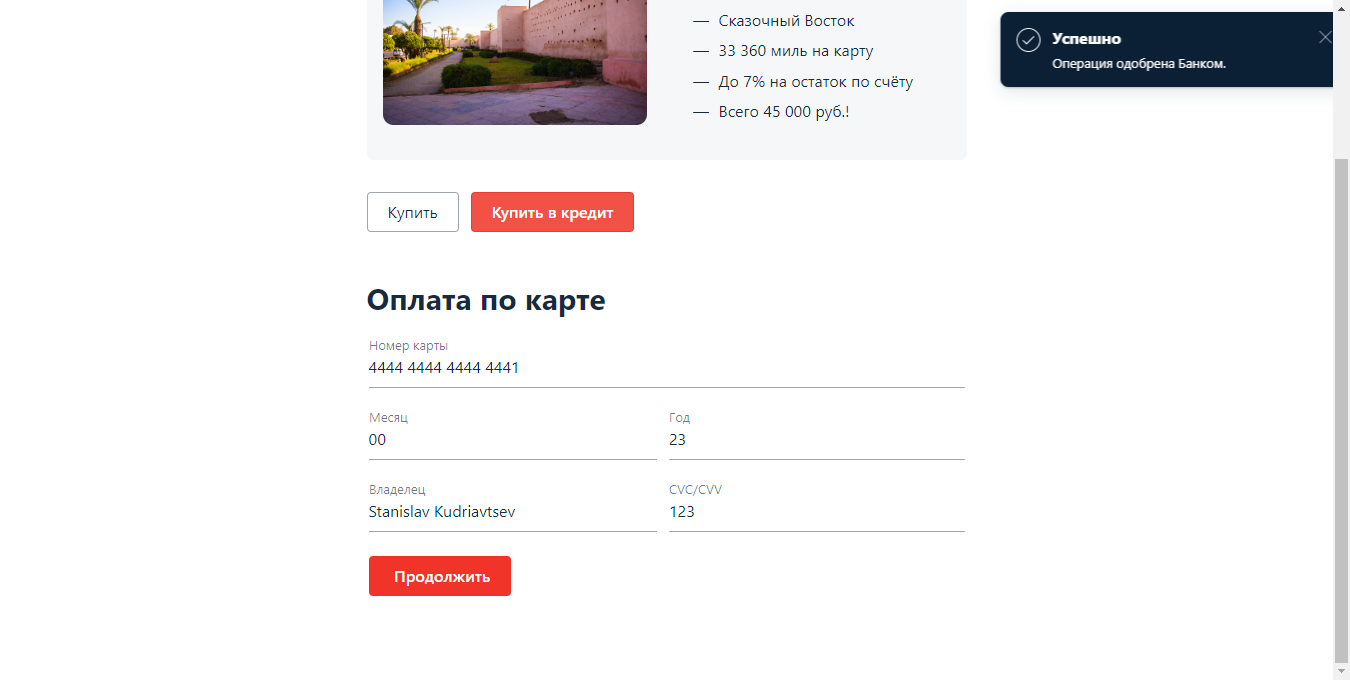 — Сказочный Восток
— 33 360 миль на карту
— До 7% на остаток по счёту
— Всего 45 000 руб.!
Успешно
Операция одобрена Банком.
Купить
Купить в кредит
Оплата по карте
Номер карты
4444 4444 4444 4441
Месяц
Год
00
23
Владелец
CVC/CVV
Stanislav Kudriavtsev
123
Продолжить